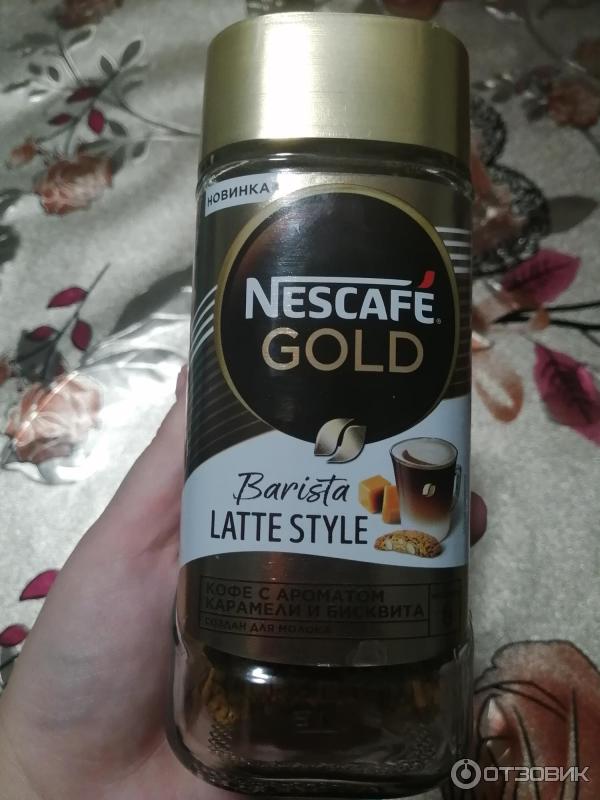 НОВИНКА
NESCAFÉ
GOLD
Barista
LATTE STYLE
КОФЕ С АРОМАТОМ
КАРАМЕЛИ И БИСКВИТА
СОЗДАН ДЛЯ МОЛОКА
ОТЗОВИК